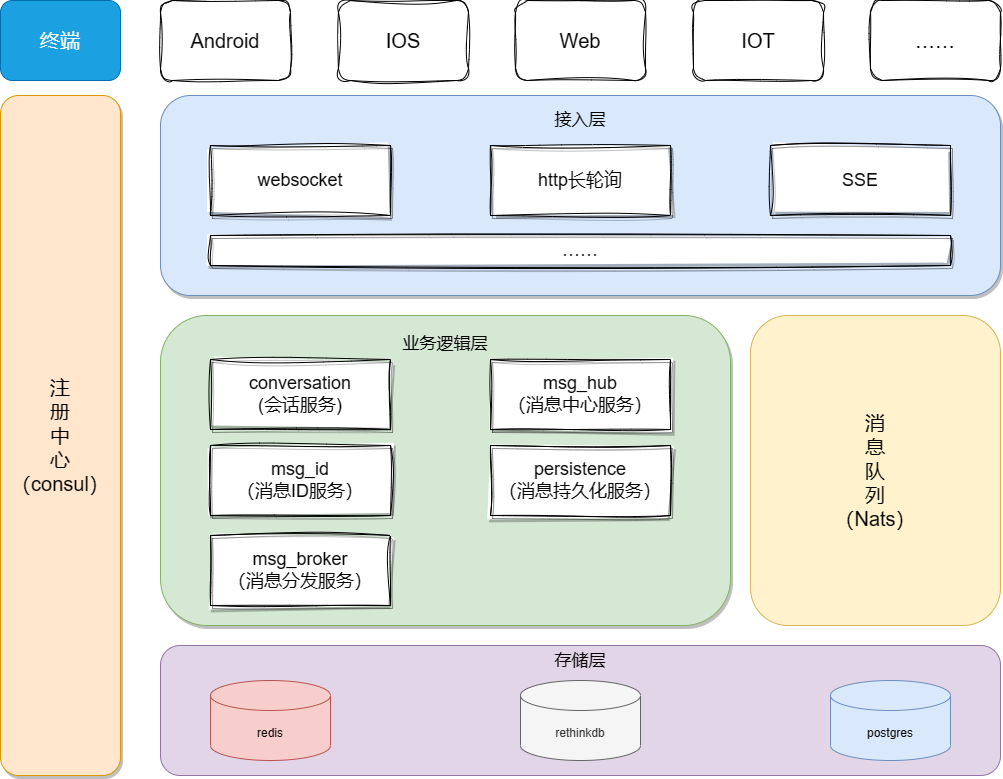 终端
Android
IOS
Web
IOT
......
接入层
websocket
http长轮询
SSE
......
注
册
中
心
（consul）
业务逻辑层
conversation
(会话服务)
msg_hub
（消息中心服务）
msg_id
（消息ID服务）
persistence
（消息持久化服务）
msg_broker
（消息分发服务）
消
息
队
列
（Nats）
存储层
redis
rethinkdb
postgres